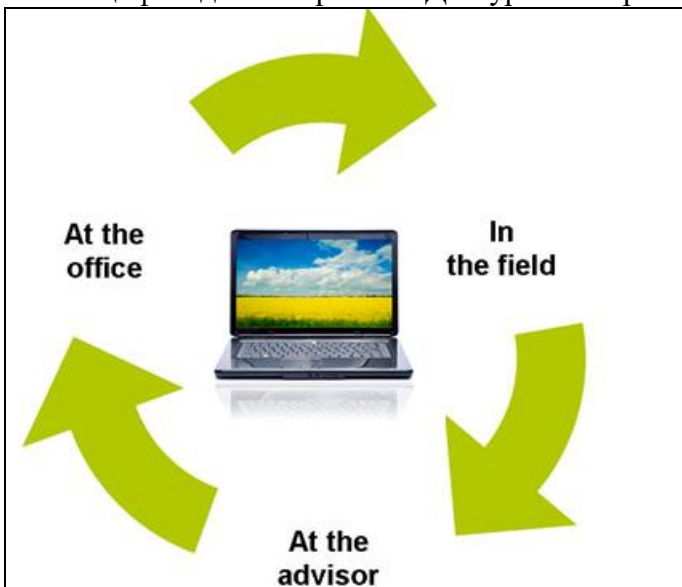 At the
office
In
the field
At the
advisor